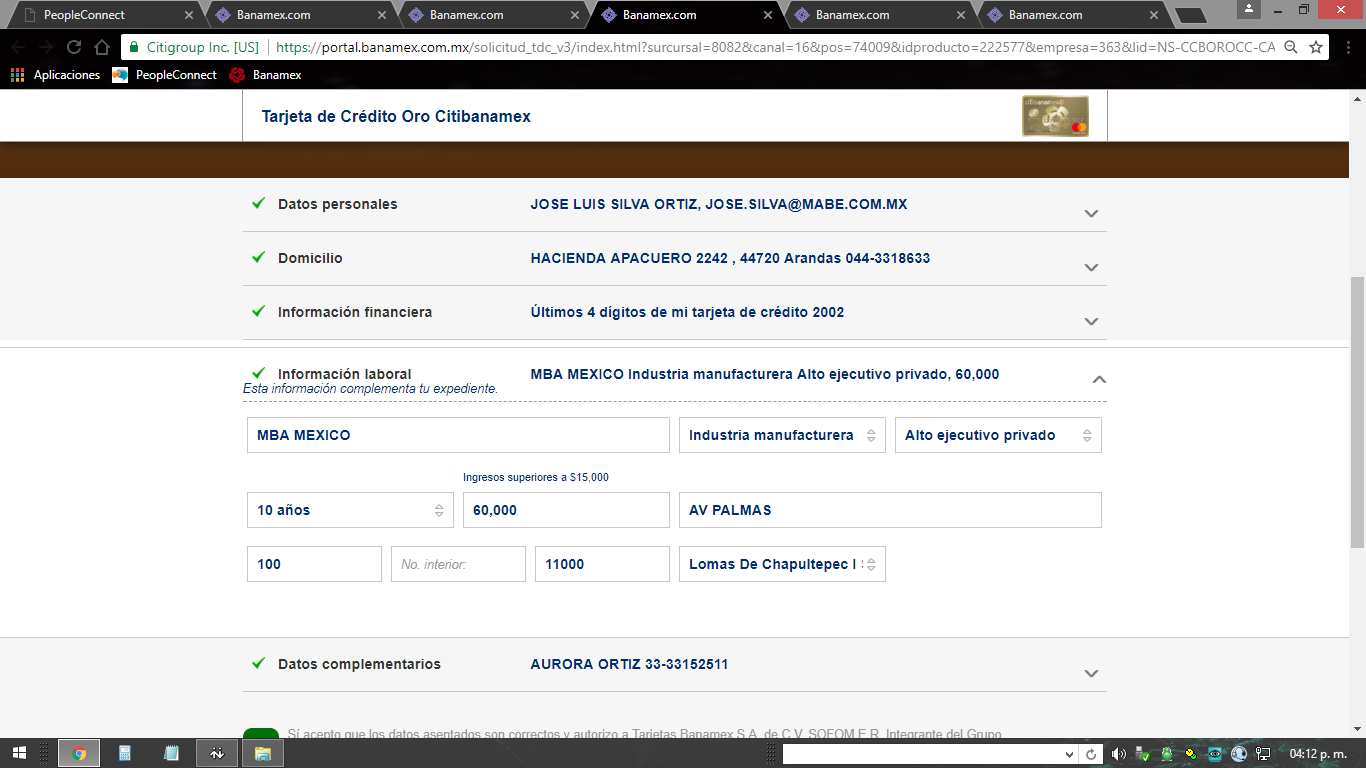 PeopleConnect
Banamex.com
Banamex.com
Banamex.com
Banamex.com
Banamex.com
Citigroup Inc. [US] https://portal.banamex.com.mx/solicitud_tdc_v3/index.html?sursursal=8082&canal=16&pos=74009&idproducto=222577&empresa=363&lid=NS-CCBOROCC-CA
Aplicaciones PeopleConnect Banamex
Tarjeta de Crédito Oro Citibanamex
Datos personales JOSE LUIS SILVA ORTIZ, JOSE.SILVA@MABE.COM.MX
Domicilio HACIENDA APACUERO 2242 , 44720 Arandas 044-3318633
Información financiera Últimos 4 dígitos de mi tarjeta de crédito 2002
Información laboral MBA MEXICO Industria manufacturera Alto ejecutivo privado, 60,000
Esta información complementa tu expediente.
MBA MEXICO Industria manufacturera Alto ejecutivo privado
Ingresos superiores a $15,000
10 años 60,000 AV PALMAS
100 No. interior: 11000 Lomas De Chapultepec I
Datos complementarios AURORA ORTIZ 33-33152511
Sí acepto que los datos asentados son correctos y autorizo a Tarjetas Banamex S.A. de C.V. SOFOM E.R. Integrante del Grupo
04:12 p. m.